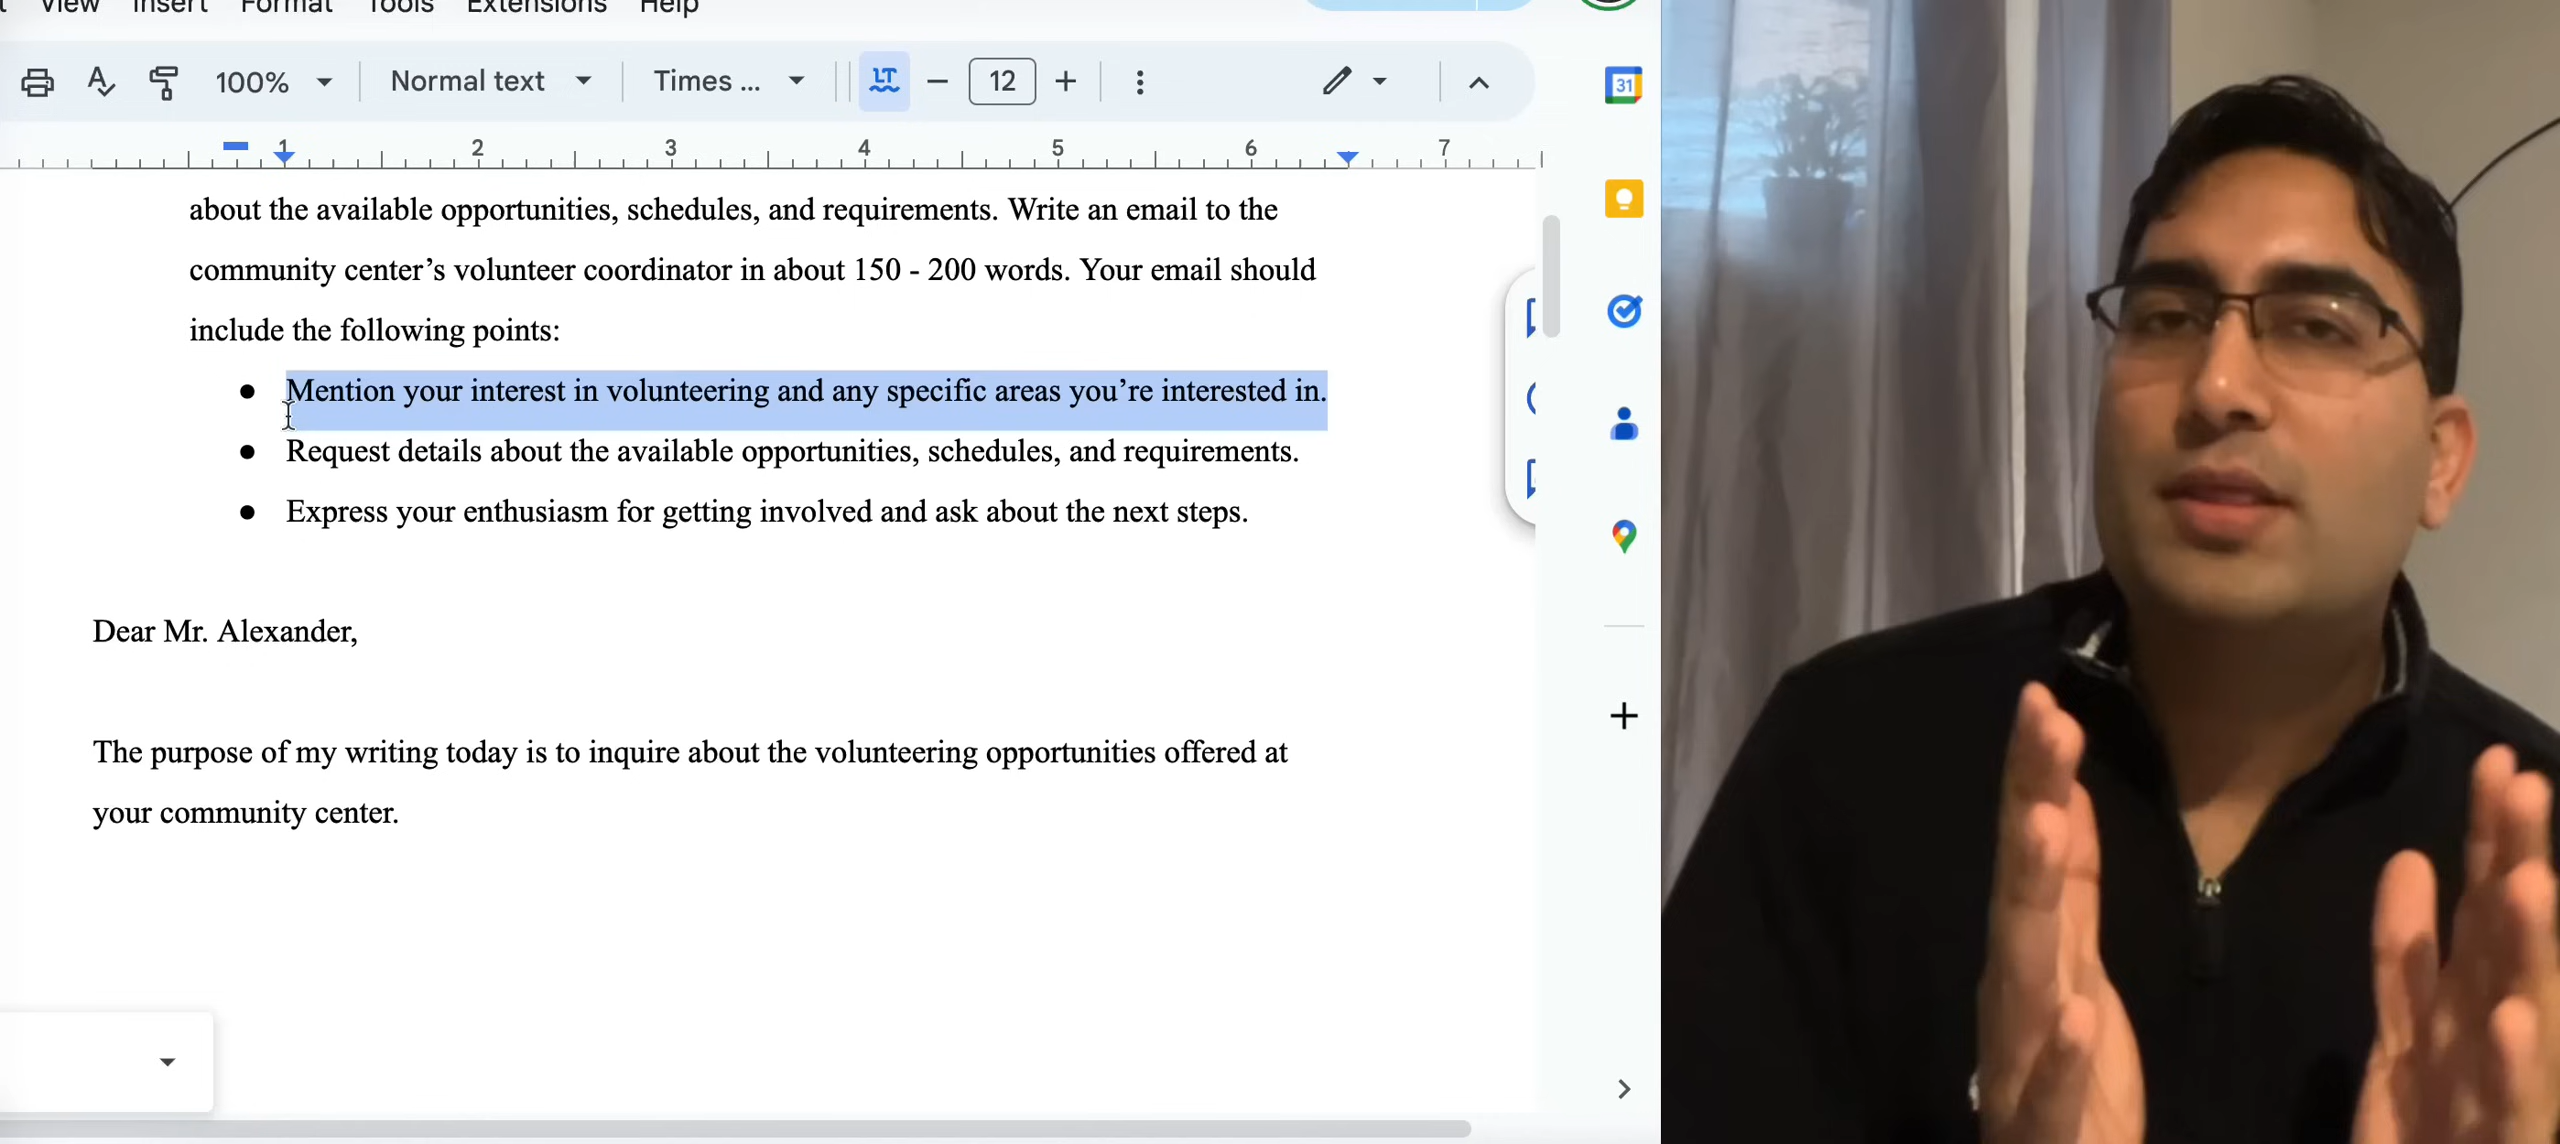 View Insert Format Tools Extensions Help
100% Normal text Times ... LT 12
31
1 2 3 4 5 6 7
about the available opportunities, schedules, and requirements. Write an email to the
community center’s volunteer coordinator in about 150 - 200 words. Your email should
include the following points:
● Mention your interest in volunteering and any specific areas you’re interested in.
● Request details about the available opportunities, schedules, and requirements.
● Express your enthusiasm for getting involved and ask about the next steps.
Dear Mr. Alexander,
The purpose of my writing today is to inquire about the volunteering opportunities offered at
your community center.